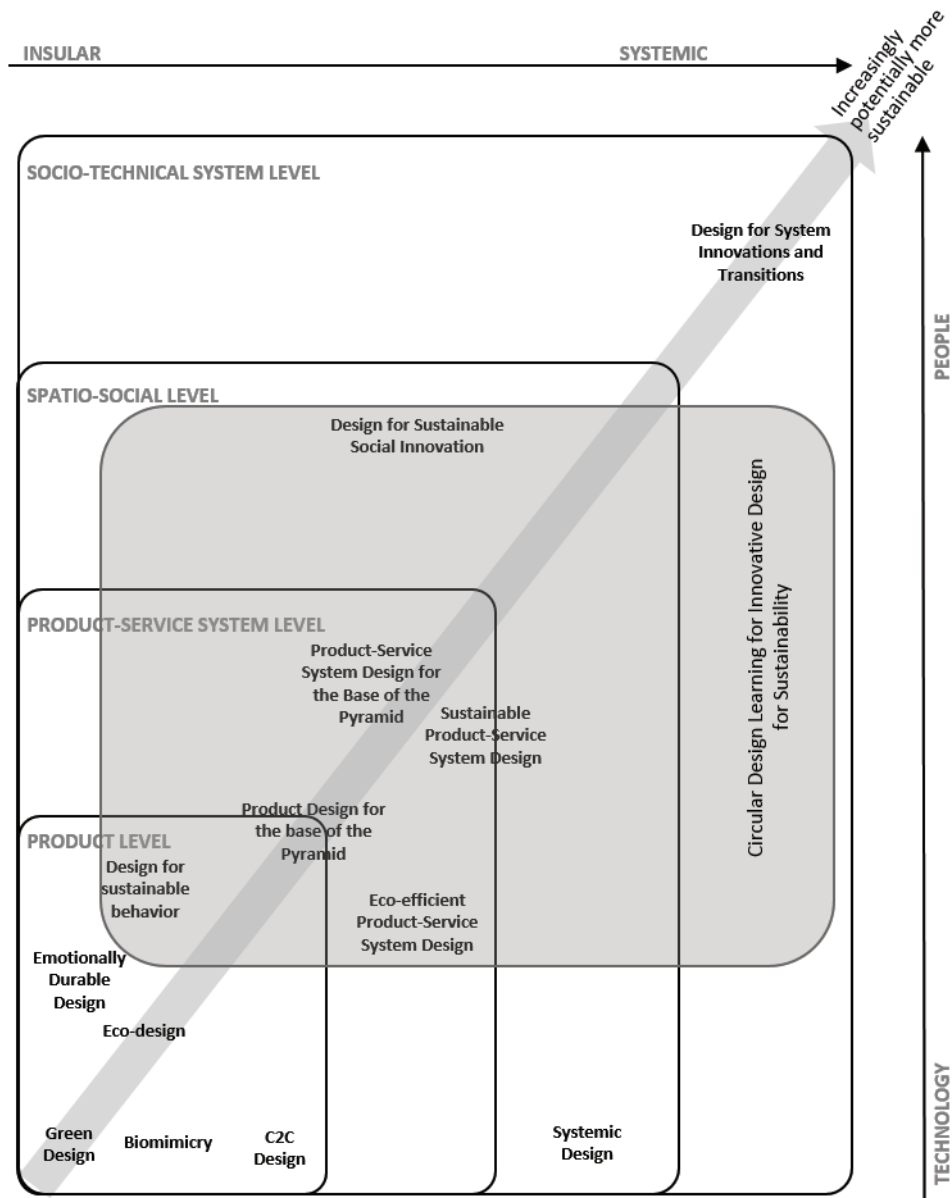 INSULAR
SYSTEMIC
Increasingly
potentially more
sustainable
SOCIO-TECHNICAL SYSTEM LEVEL
Design for System
Innovations and
Transitions
PEOPLE
SPATIO-SOCIAL LEVEL
Design for Sustainable
Social Innovation
Circular Design Learning for Innovative Design
for Sustainability
PRODUCT-SERVICE SYSTEM LEVEL
Product-Service
System Design for
the Base of the
Pyramid
Sustainable
Product-Service
System Design
Product Design for
the base of the
Pyramid
PRODUCT LEVEL
Design for
sustainable
behavior
Eco-efficient
Product-Service
System Design
Emotionally
Durable
Design
Eco-design
Green
Design
Biomimicry
C2C
Design
Systemic
Design
TECHNOLOGY